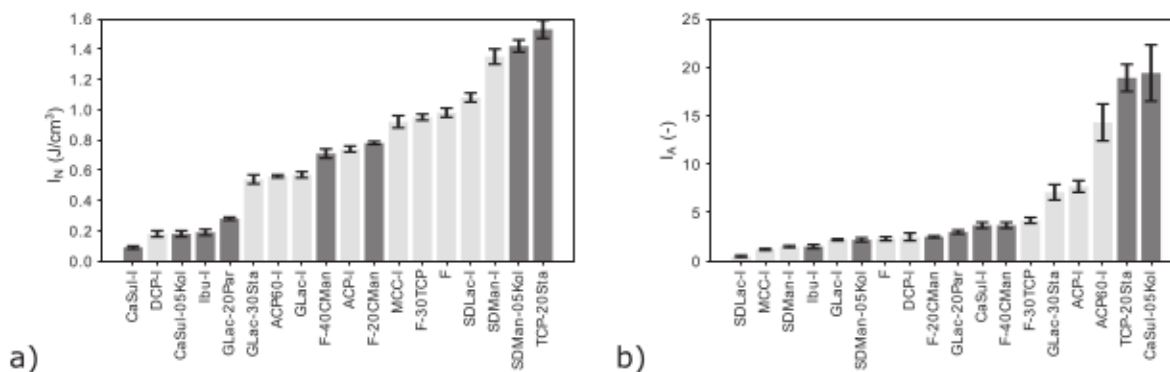 1.6
1.4
1.2
1.0
0.8
0.6
0.4
0.2
0.0
I_N (J/cm³)
CaSul-I
DCP-I
CaSul-05Kol
Ibu-I
GLac-20Par
GLac-30Sta
ACP60-I
GLac-I
F-40CMan
ACP-I
F-20CMan
MCC-I
F-30TCP
F
SDLac-I
SDMan-I
SDMan-05Kol
TCP-20Sta
a)
25
20
15
10
5
0
I_A (-)
SDLac-I
MCC-I
SDMan-I
Ibu-I
GLac-I
SDMan-05Kol
F
DCP-I
F-20CMan
GLac-20Par
CaSul-I
F-40CMan
F-30TCP
GLac-30Sta
ACP-I
ACP60-I
TCP-20Sta
CaSul-05Kol
b)